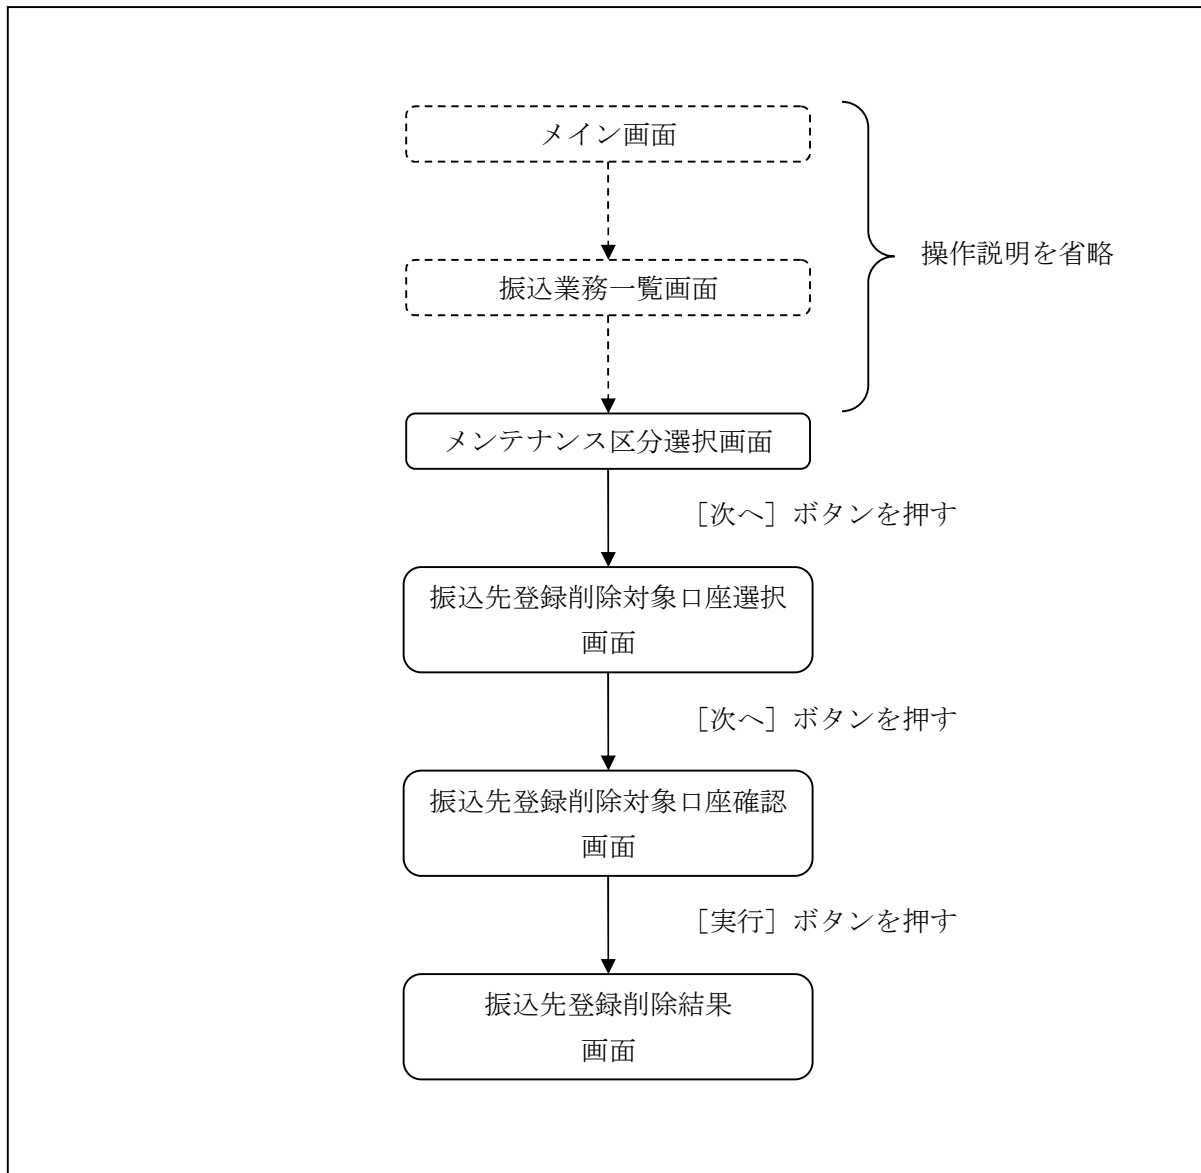 メイン画面
振込業務一覧画面
操作説明を省略
メンテナンス区分選択画面
［次へ］ボタンを押す
振込先登録削除対象口座選択
画面
［次へ］ボタンを押す
振込先登録削除対象口座確認
画面
［実行］ボタンを押す
振込先登録削除結果
画面